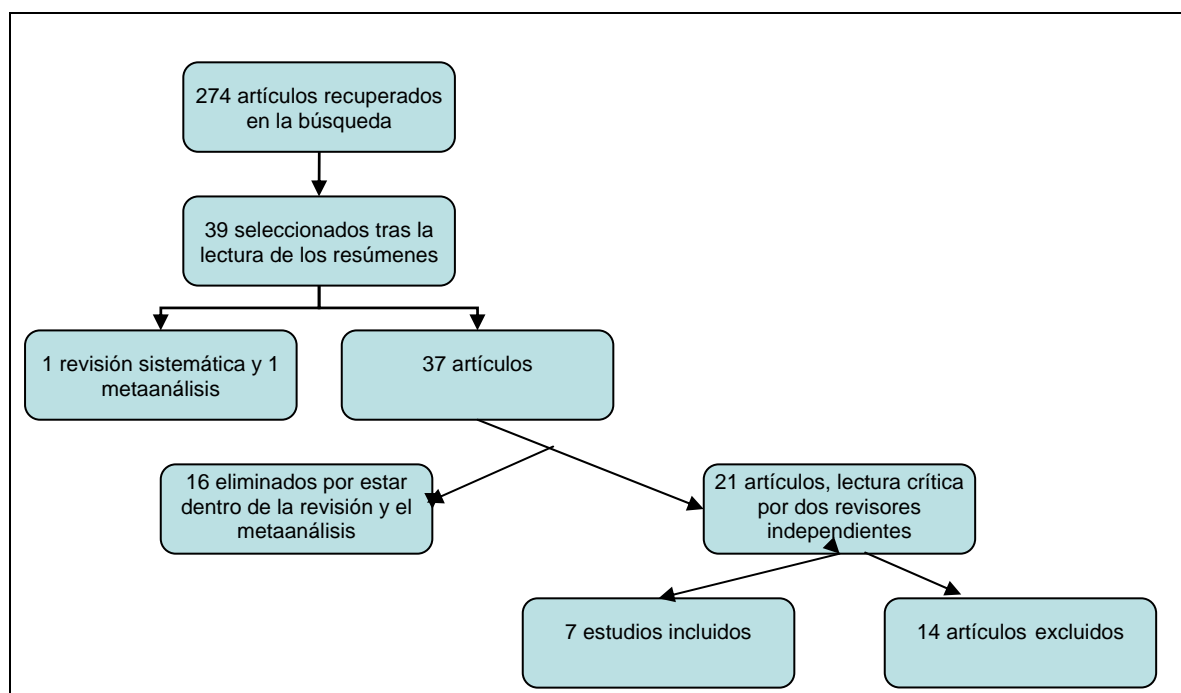 274 artículos recuperados
en la búsqueda
39 seleccionados tras la
lectura de los resúmenes
1 revisión sistemática y 1
metaanálisis
37 artículos
16 eliminados por estar
dentro de la revisión y el
metaanálisis
21 artículos, lectura crítica
por dos revisores
independientes
7 estudios incluidos
14 artículos excluidos